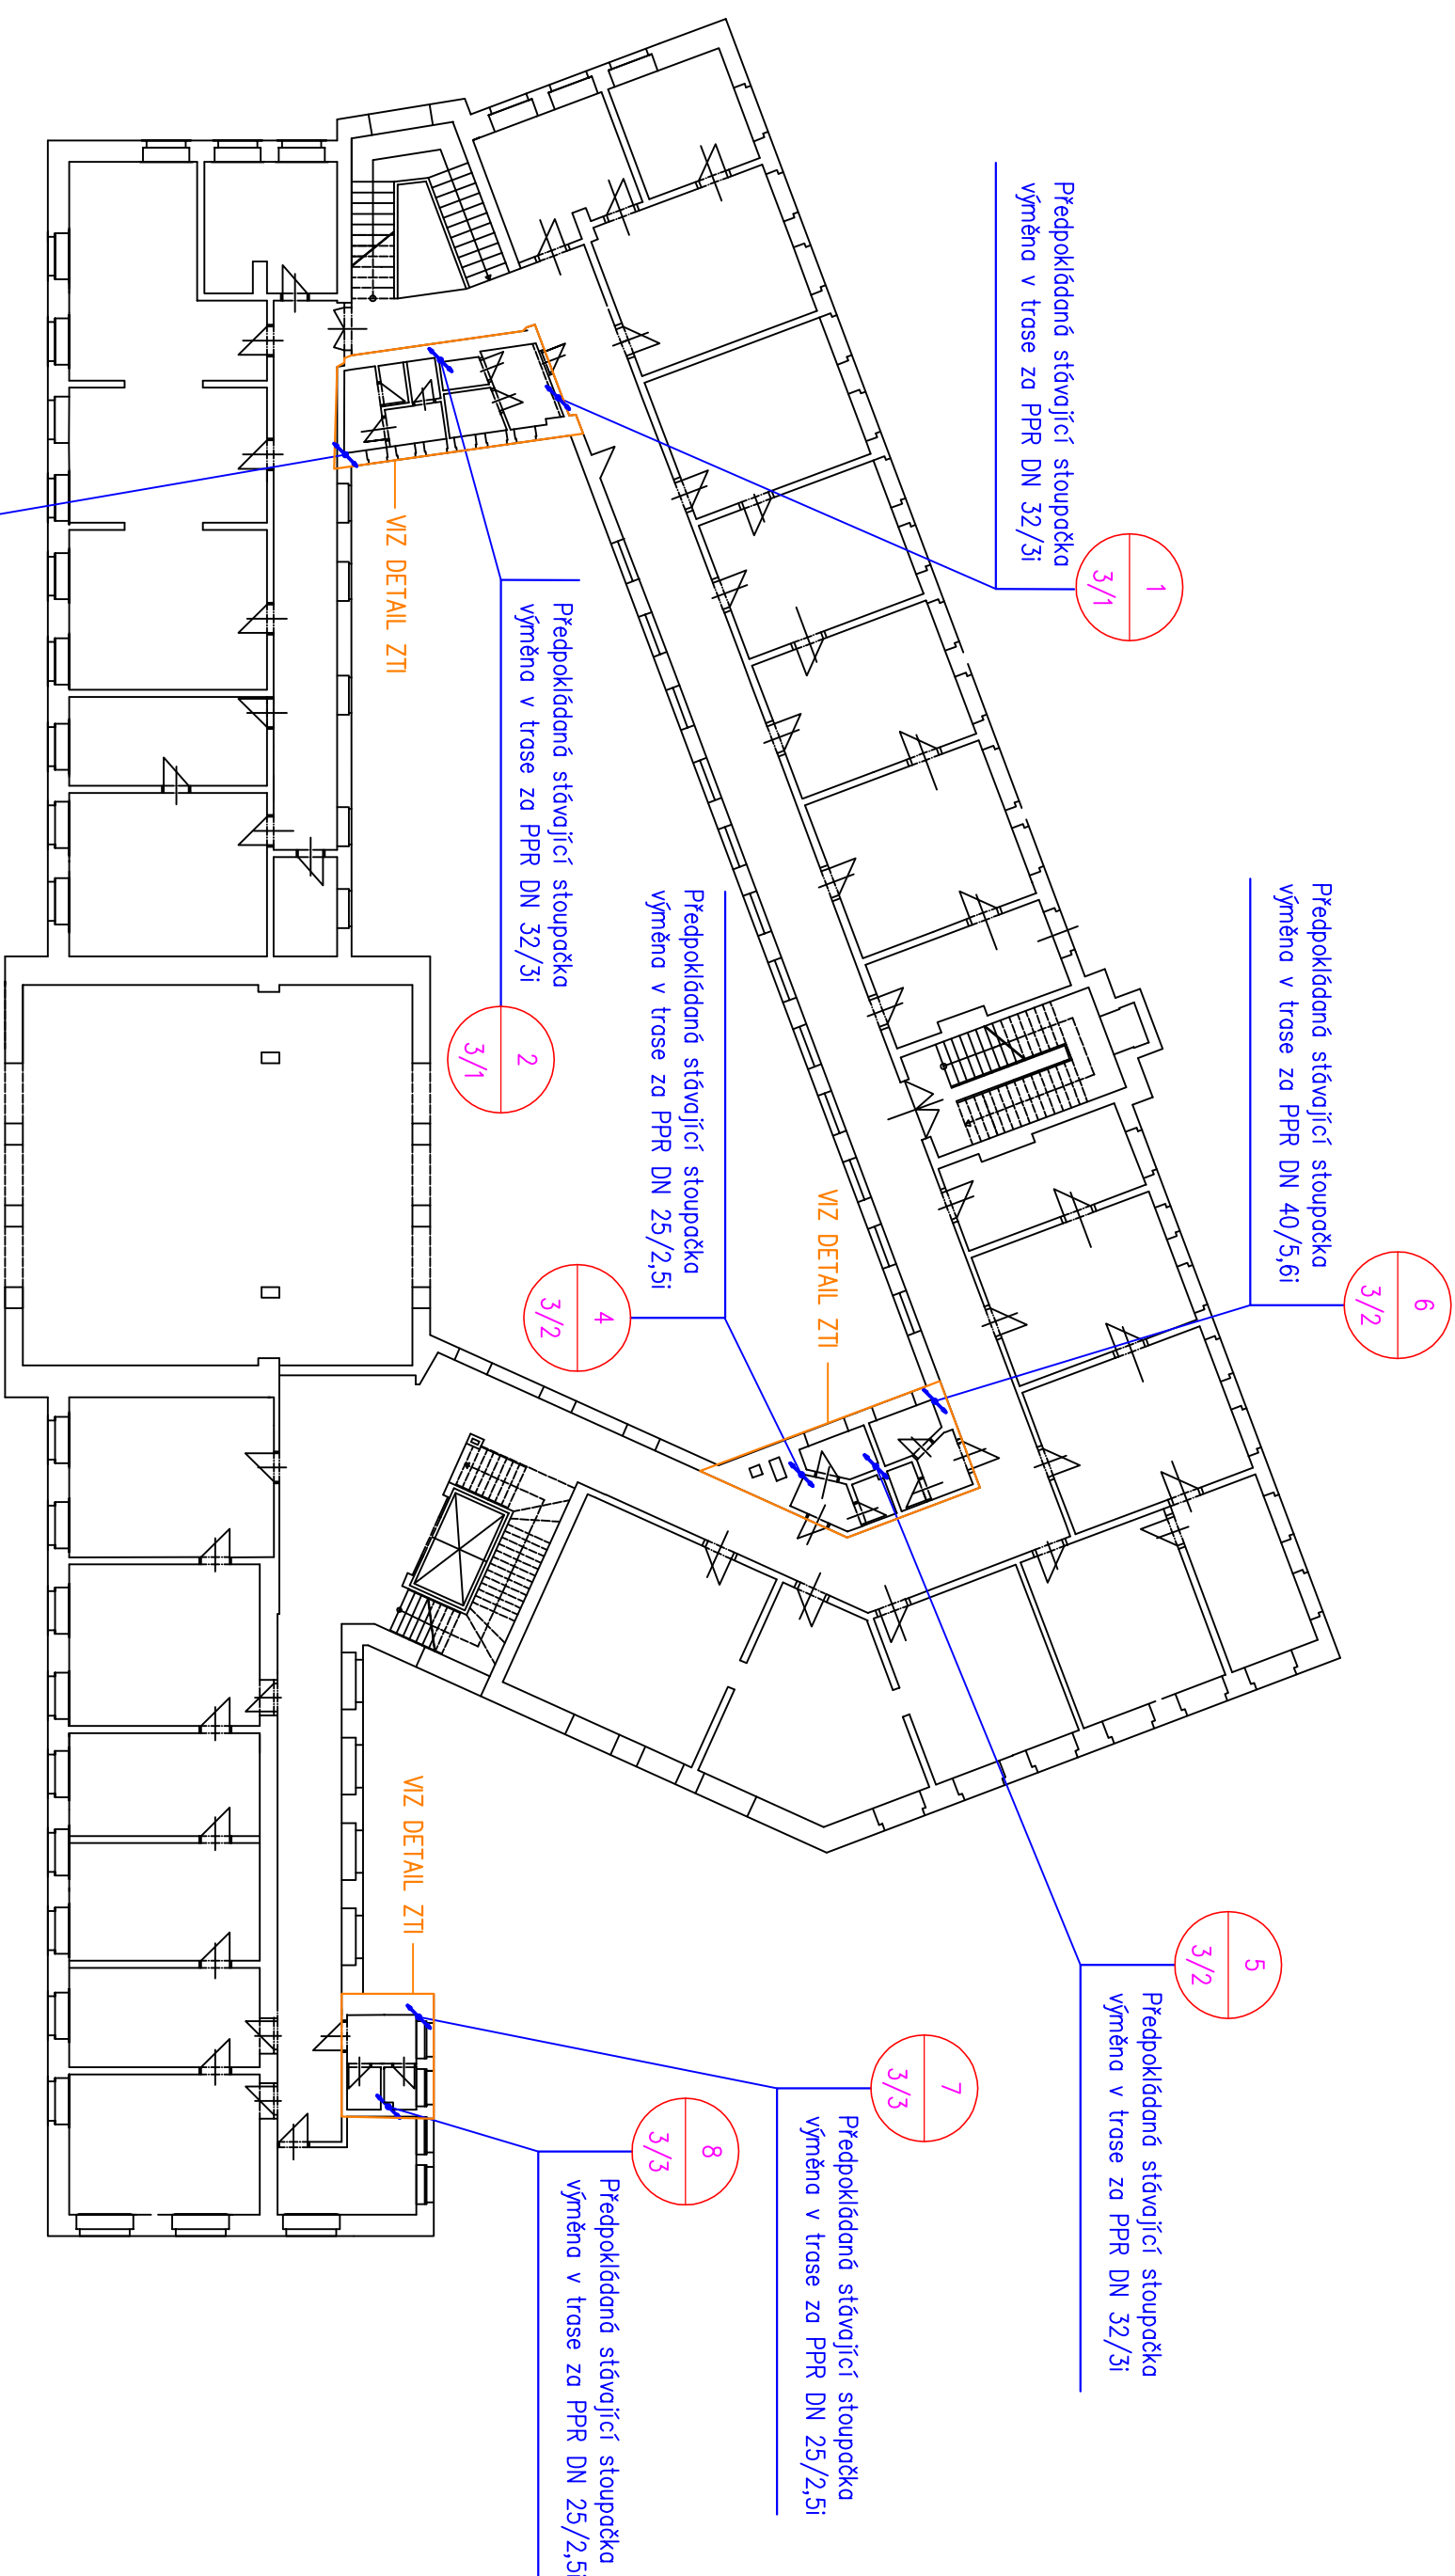 1
3/1
Předpokládaná stávající stoupačka
výměna v trase za PPR DN 32/3i
6
3/2
Předpokládaná stávající stoupačka
výměna v trase za PPR DN 40/5,6i
5
3/2
Předpokládaná stávající stoupačka
výměna v trase za PPR DN 32/3i
7
3/3
Předpokládaná stávající stoupačka
výměna v trase za PPR DN 25/2,5i
VIZ DETAIL ZTI
4
3/2
Předpokládaná stávající stoupačka
výměna v trase za PPR DN 25/2,5i
8
3/3
Předpokládaná stávající stoupačka
výměna v trase za PPR DN 25/2,5i
2
3/1
Předpokládaná stávající stoupačka
výměna v trase za PPR DN 32/3i
VIZ DETAIL ZTI
VIZ DETAIL ZTI